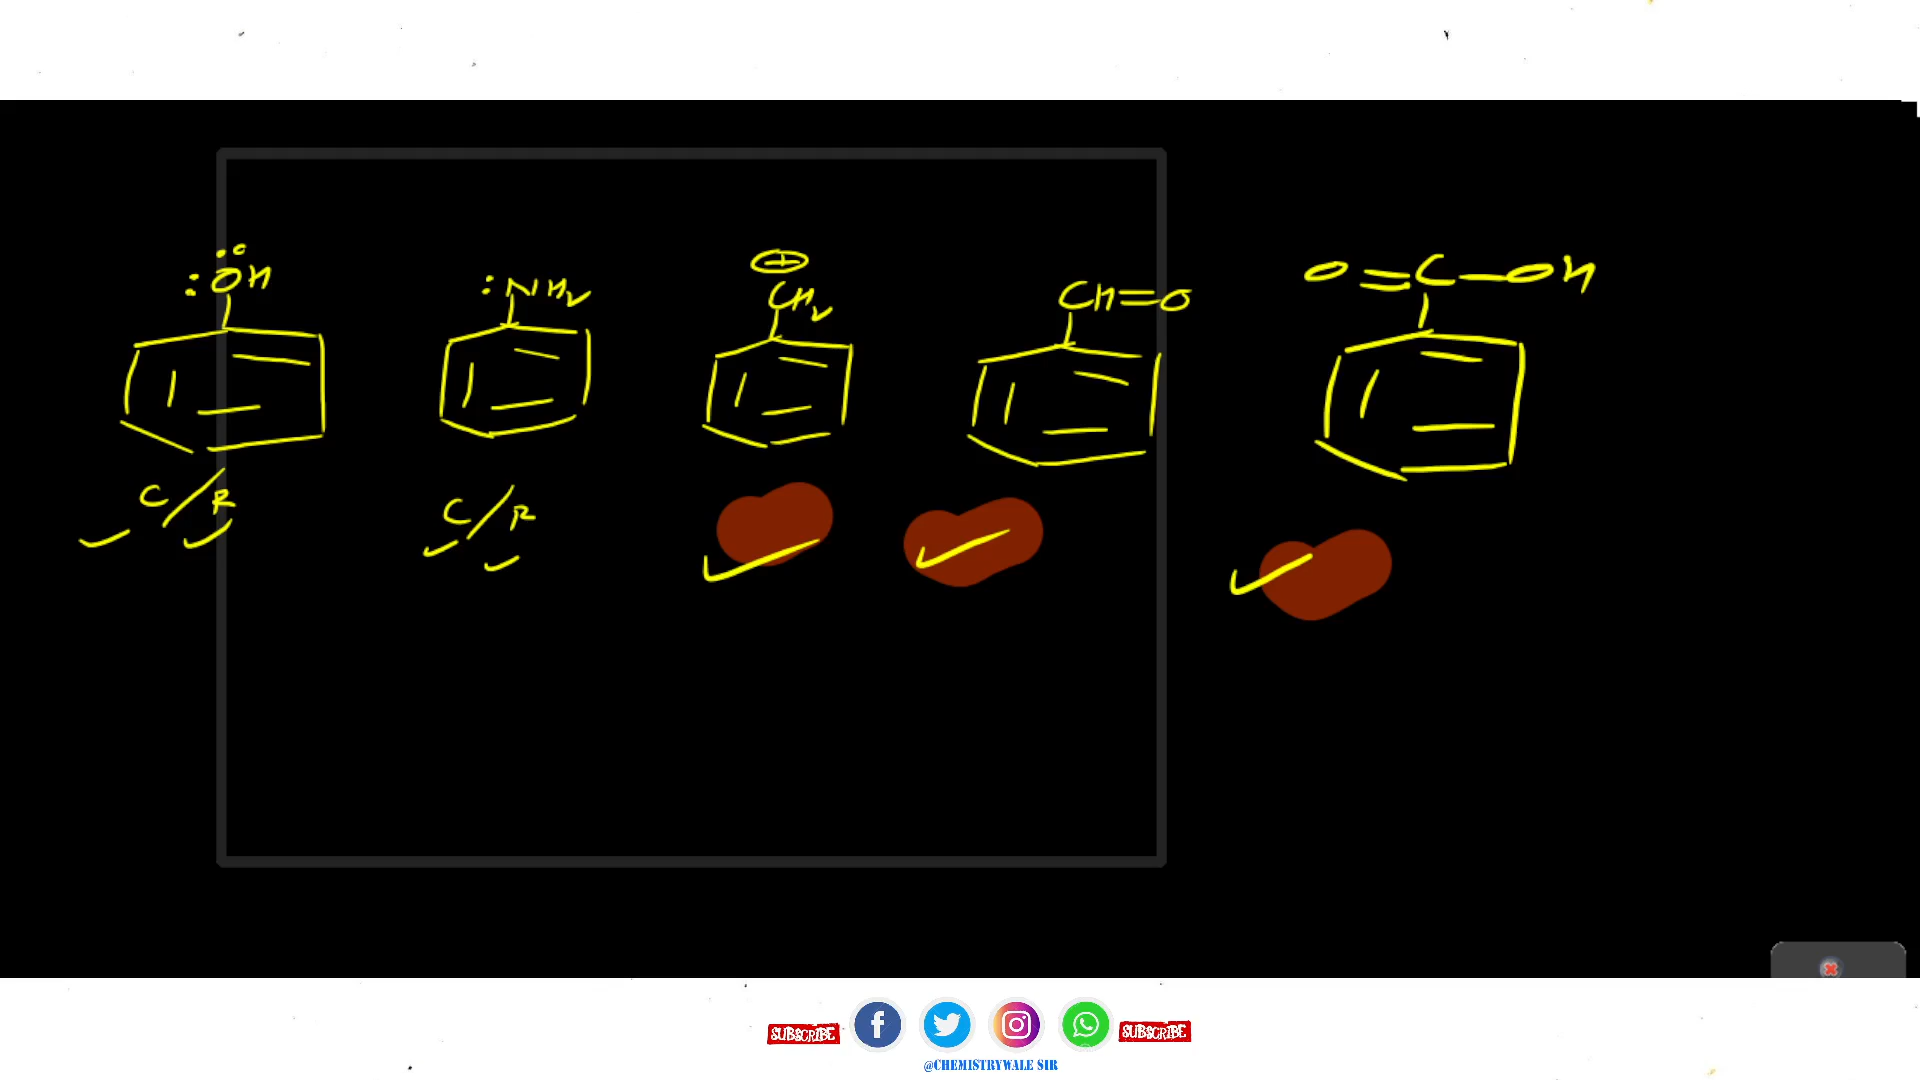 :ÖH
:NH₂
⊕
CH₂
CH=O
O=C—OH
C/R
C/R
SUBSCRIBE
SUBSCRIBE
@CHEMISTRYWALE SIR